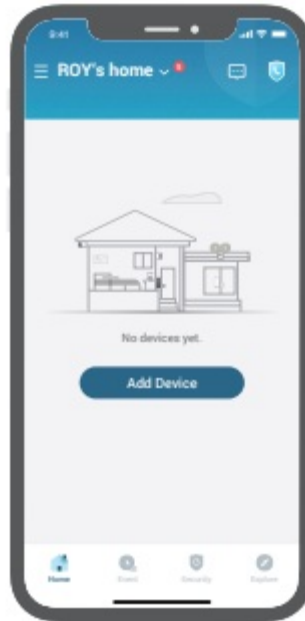 9:41
ROY's home
No devices yet.
Add Device
Home
Event
Security
Explore